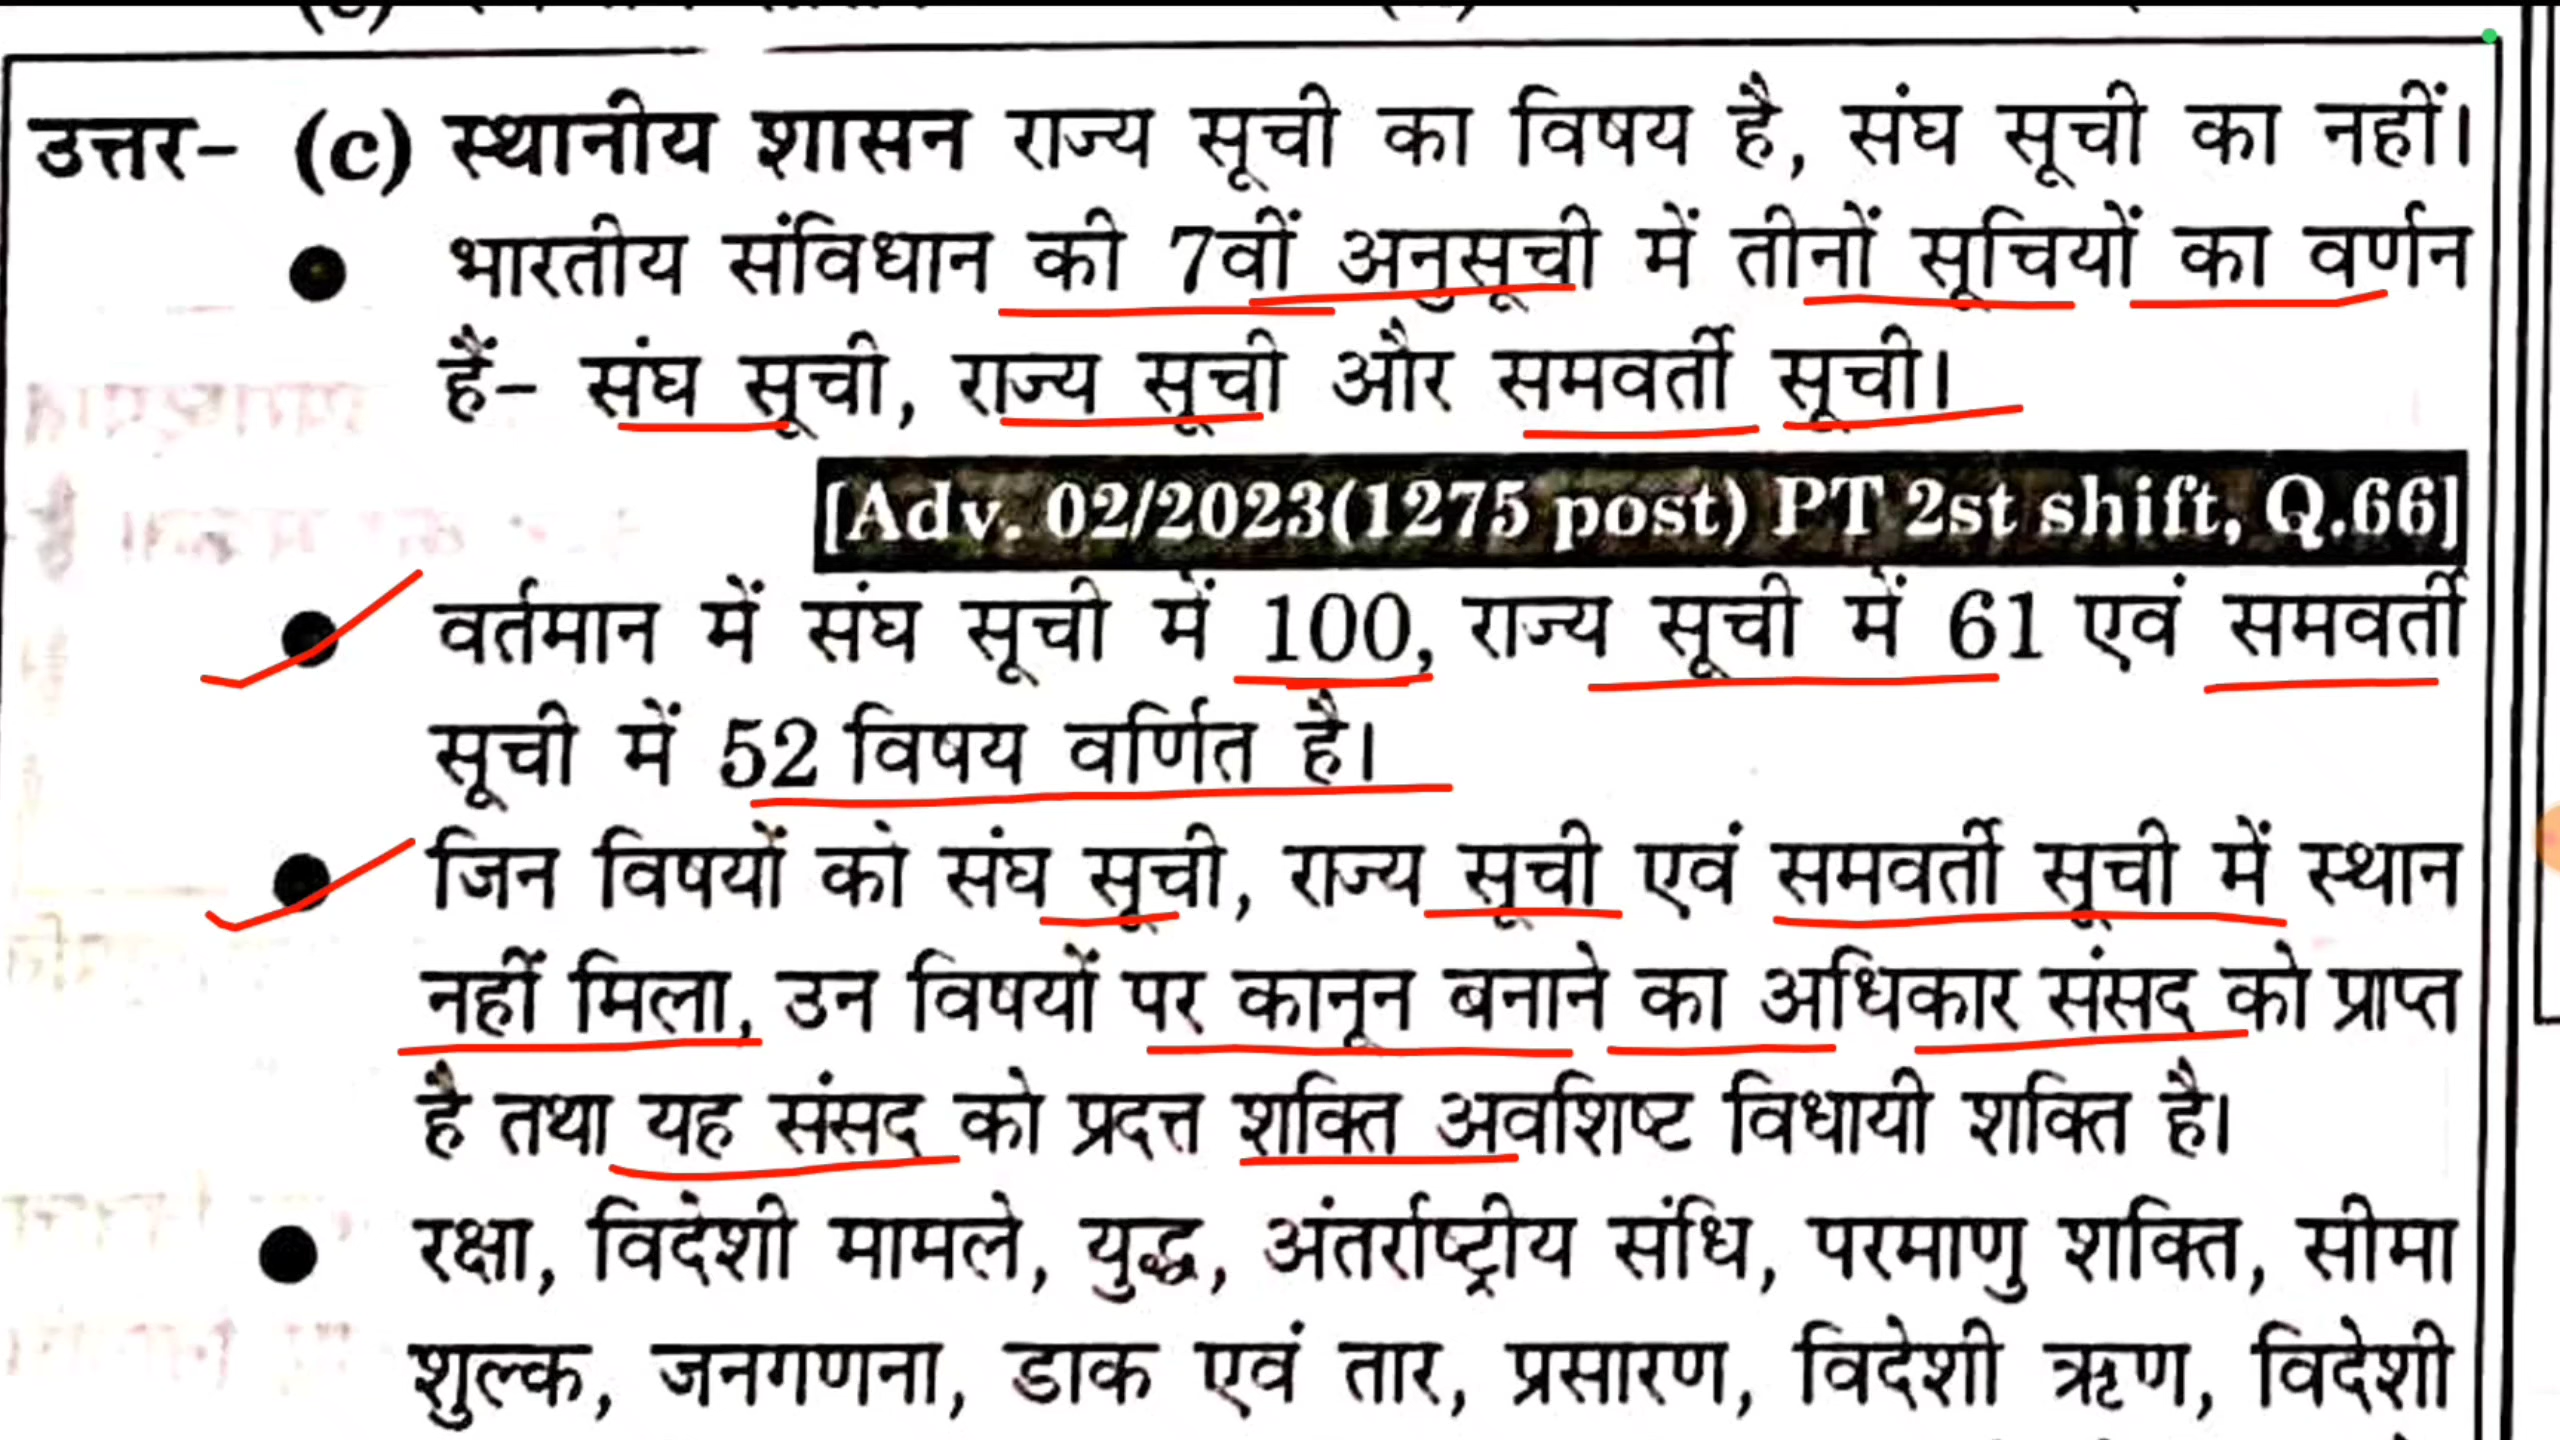 उत्तर- (c) स्थानीय शासन राज्य सूची का विषय है, संघ सूची का नहीं।
● भारतीय संविधान की 7वीं अनुसूची में तीनों सूचियों का वर्णन
हैं- संघ सूची, राज्य सूची और समवर्ती सूची।
[Adv. 02/2023(1275 post) PT 2st shift, Q.66]
● वर्तमान में संघ सूची में 100, राज्य सूची में 61 एवं समवर्ती
सूची में 52 विषय वर्णित है।
● जिन विषयों को संघ सूची, राज्य सूची एवं समवर्ती सूची में स्थान
नहीं मिला, उन विषयों पर कानून बनाने का अधिकार संसद को प्राप्त
है तथा यह संसद को प्रदत्त शक्ति अवशिष्ट विधायी शक्ति है।
● रक्षा, विदेशी मामले, युद्ध, अंतर्राष्ट्रीय संधि, परमाणु शक्ति, सीमा
शुल्क, जनगणना, डाक एवं तार, प्रसारण, विदेशी ऋण, विदेशी